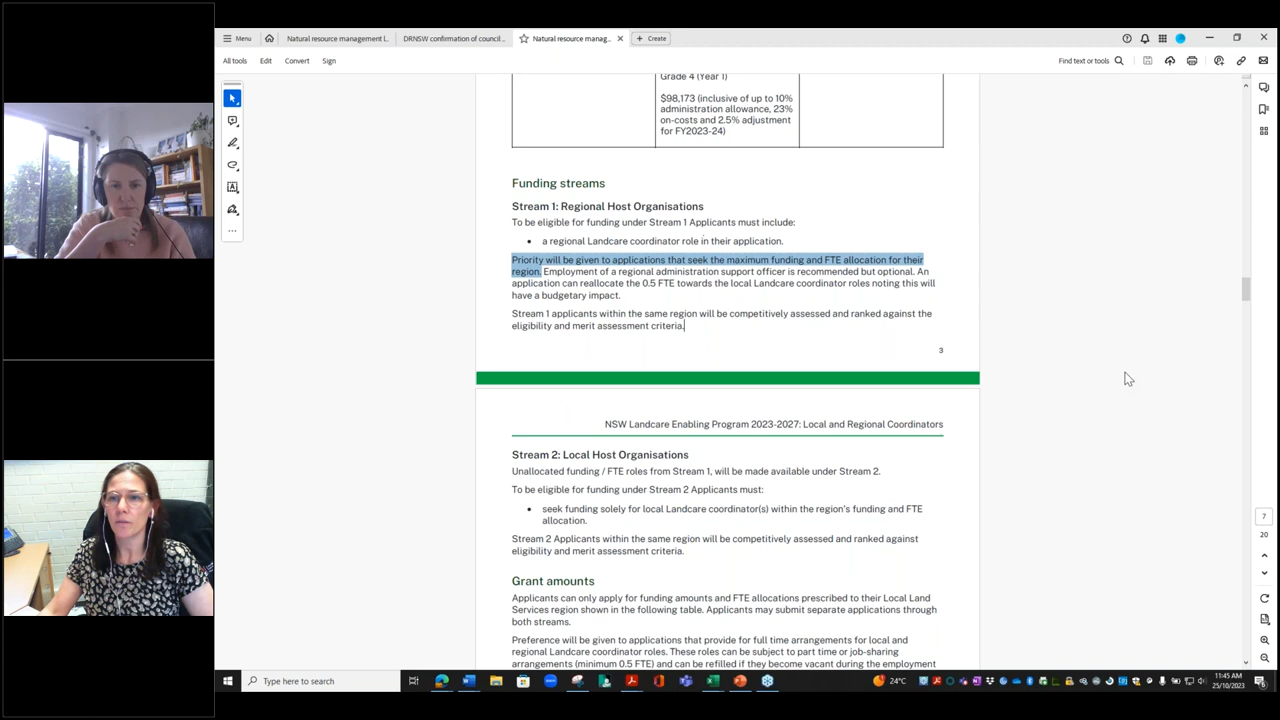 Menu
Natural resource management l..
DRNSW confirmation of council ..
Natural resource manag..
Create
All tools
Edit
Convert
Sign
Find text or tools
Grade 4 (Year 1)
$98,173 (inclusive of up to 10%
administration allowance, 23%
on-costs and 2.5% adjustment
for FY2023-24)
Funding streams
Stream 1: Regional Host Organisations
To be eligible for funding under Stream 1 Applicants must include:
• a regional Landcare coordinator role in their application.
Priority will be given to applications that seek the maximum funding and FTE allocation for their
region. Employment of a regional administration support officer is recommended but optional. An
application can reallocate the 0.5 FTE towards the local Landcare coordinator roles noting this will
have a budgetary impact.
Stream 1 applicants within the same region will be competitively assessed and ranked against the
eligibility and merit assessment criteria.
3
NSW Landcare Enabling Program 2023-2027: Local and Regional Coordinators
Stream 2: Local Host Organisations
Unallocated funding / FTE roles from Stream 1, will be made available under Stream 2.
To be eligible for funding under Stream 2 Applicants must:
• seek funding solely for local Landcare coordinator(s) within the region's funding and FTE
allocation.
Stream 2 Applicants within the same region will be competitively assessed and ranked against
eligibility and merit assessment criteria.
Grant amounts
Applicants can only apply for funding amounts and FTE allocations prescribed to their Local Land
Services region shown in the following table. Applicants may submit separate applications through
both streams.
Preference will be given to applications that provide for full time arrangements for local and
regional Landcare coordinator roles. These roles can be subject to part time or job-sharing
arrangements (minimum 0.5 FTE) and can be refilled if they become vacant during the employment
7
20
Type here to search
24°C
11:45 AM
25/10/2023